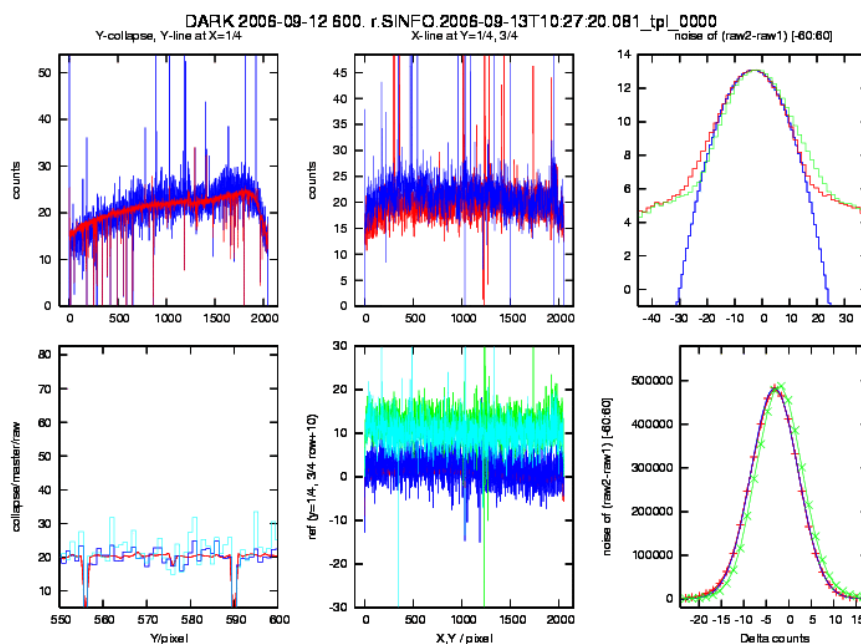 DARK 2006-09-12 600. r.SINFO.2006-09-13T10:27:20.081_tpl_0000
Y-collapse, Y-line at X=1/4
X-line at Y=1/4, 3/4
noise of (raw2-raw1) [-60:60]
counts
50
40
30
20
10
0
0 500 1000 1500 2000
counts
45
40
35
30
25
20
15
10
5
0
0 500 1000 1500 2000
14
12
10
8
6
4
2
0
-40 -30 -20 -10 0 10 20 30
collapse/master/raw
80
70
60
50
40
30
20
10
550 560 570 580 590 600
Y/pixel
ref (y=1/4, 3/4 row+10)
30
20
10
0
-10
-20
-30
0 500 1000 1500 2000
X,Y / pixel
noise of (raw2-raw1) [-60:60]
500000
400000
300000
200000
100000
0
-20 -15 -10 -5 0 5 10 15
Delta counts